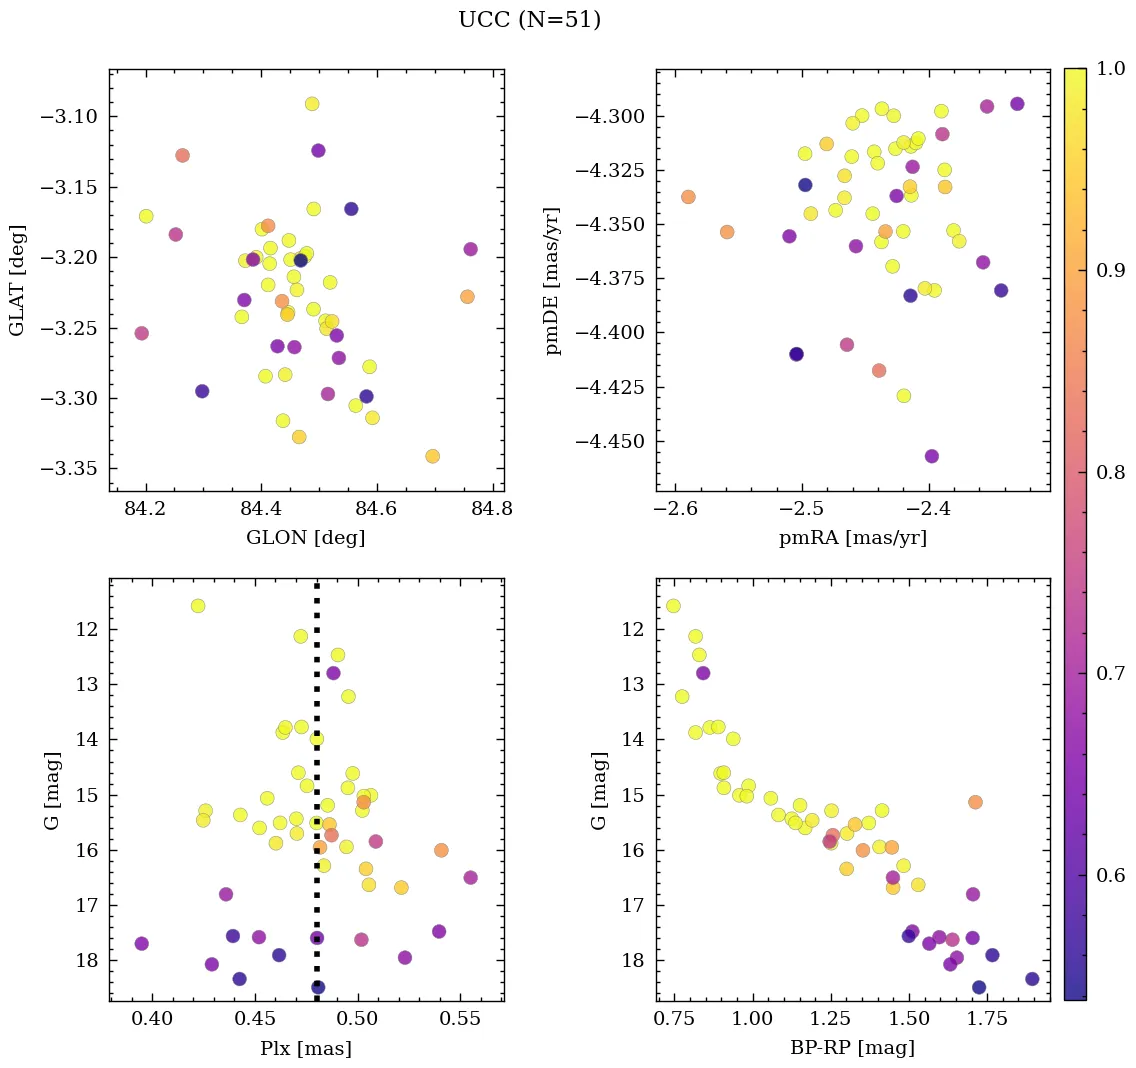 UCC (N=51)
−3.10
−3.15
−3.20
−3.25
−3.30
−3.35
GLAT [deg]
84.2 84.4 84.6 84.8
GLON [deg]
−4.300
−4.325
−4.350
−4.375
−4.400
−4.425
−4.450
pmDE [mas/yr]
−2.6 −2.5 −2.4
pmRA [mas/yr]
12
13
14
15
16
17
18
G [mag]
0.40 0.45 0.50 0.55
Plx [mas]
12
13
14
15
16
17
18
G [mag]
0.75 1.00 1.25 1.50 1.75
BP-RP [mag]
1.0
0.9
0.8
0.7
0.6